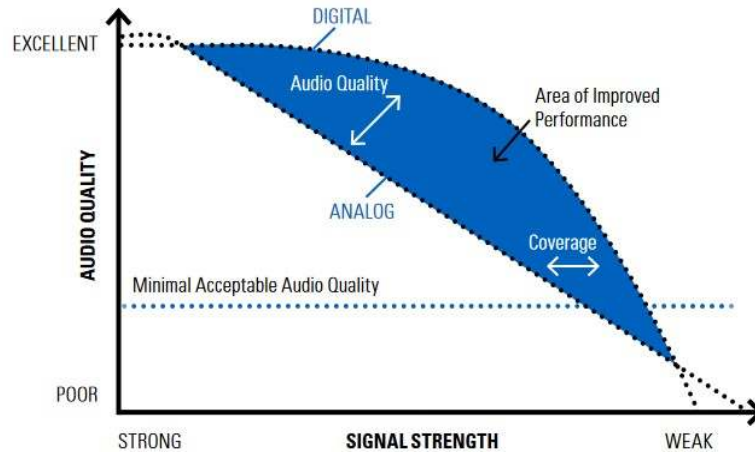 DIGITAL
EXCELLENT
Audio Quality
Area of Improved
Performance
ANALOG
AUDIO QUALITY
Coverage
Minimal Acceptable Audio Quality
POOR
STRONG
SIGNAL STRENGTH
WEAK